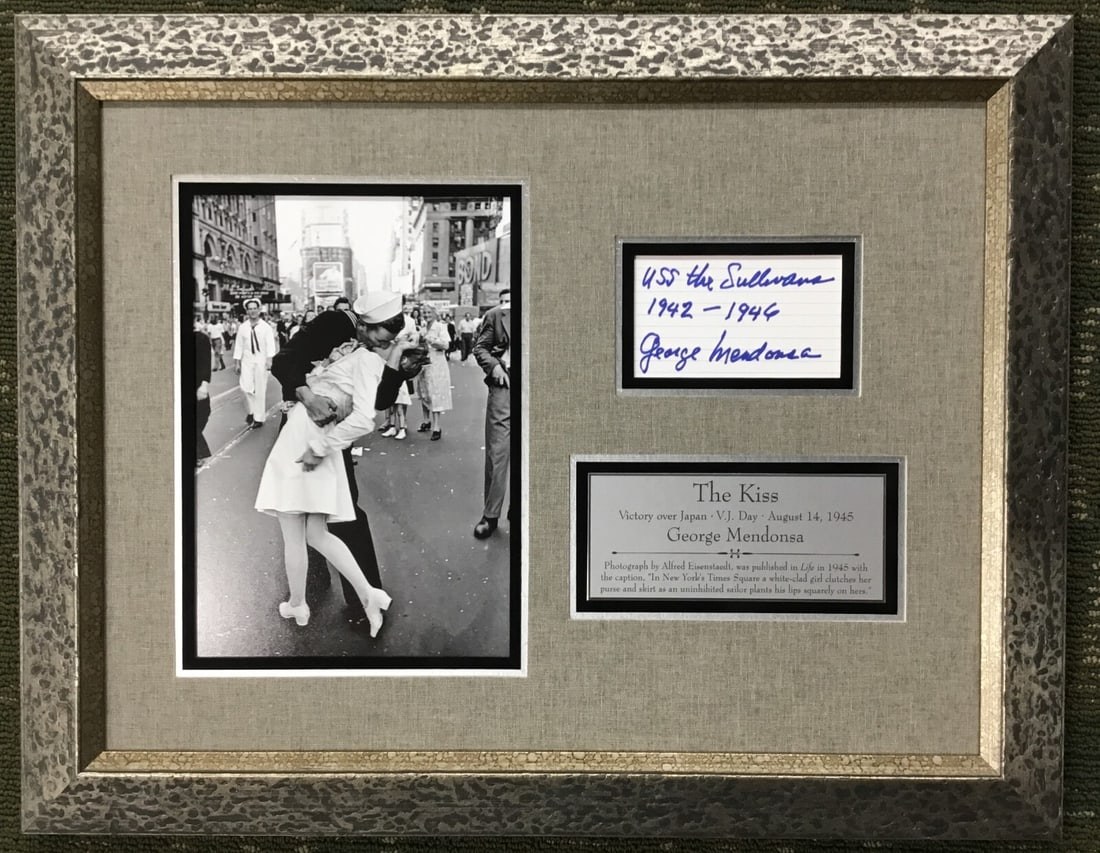 BOND
USS the Sullivans
1942 - 1946
George Mendonsa
The Kiss
Victory over Japan · V.J. Day · August 14, 1945
George Mendonsa
Photograph by Alfred Eisenstaedt, was published in Life in 1945 with
the caption, "In New York's Times Square a white-clad girl clutches her
purse and skirt as an uninhibited sailor plants his lips squarely on hers."